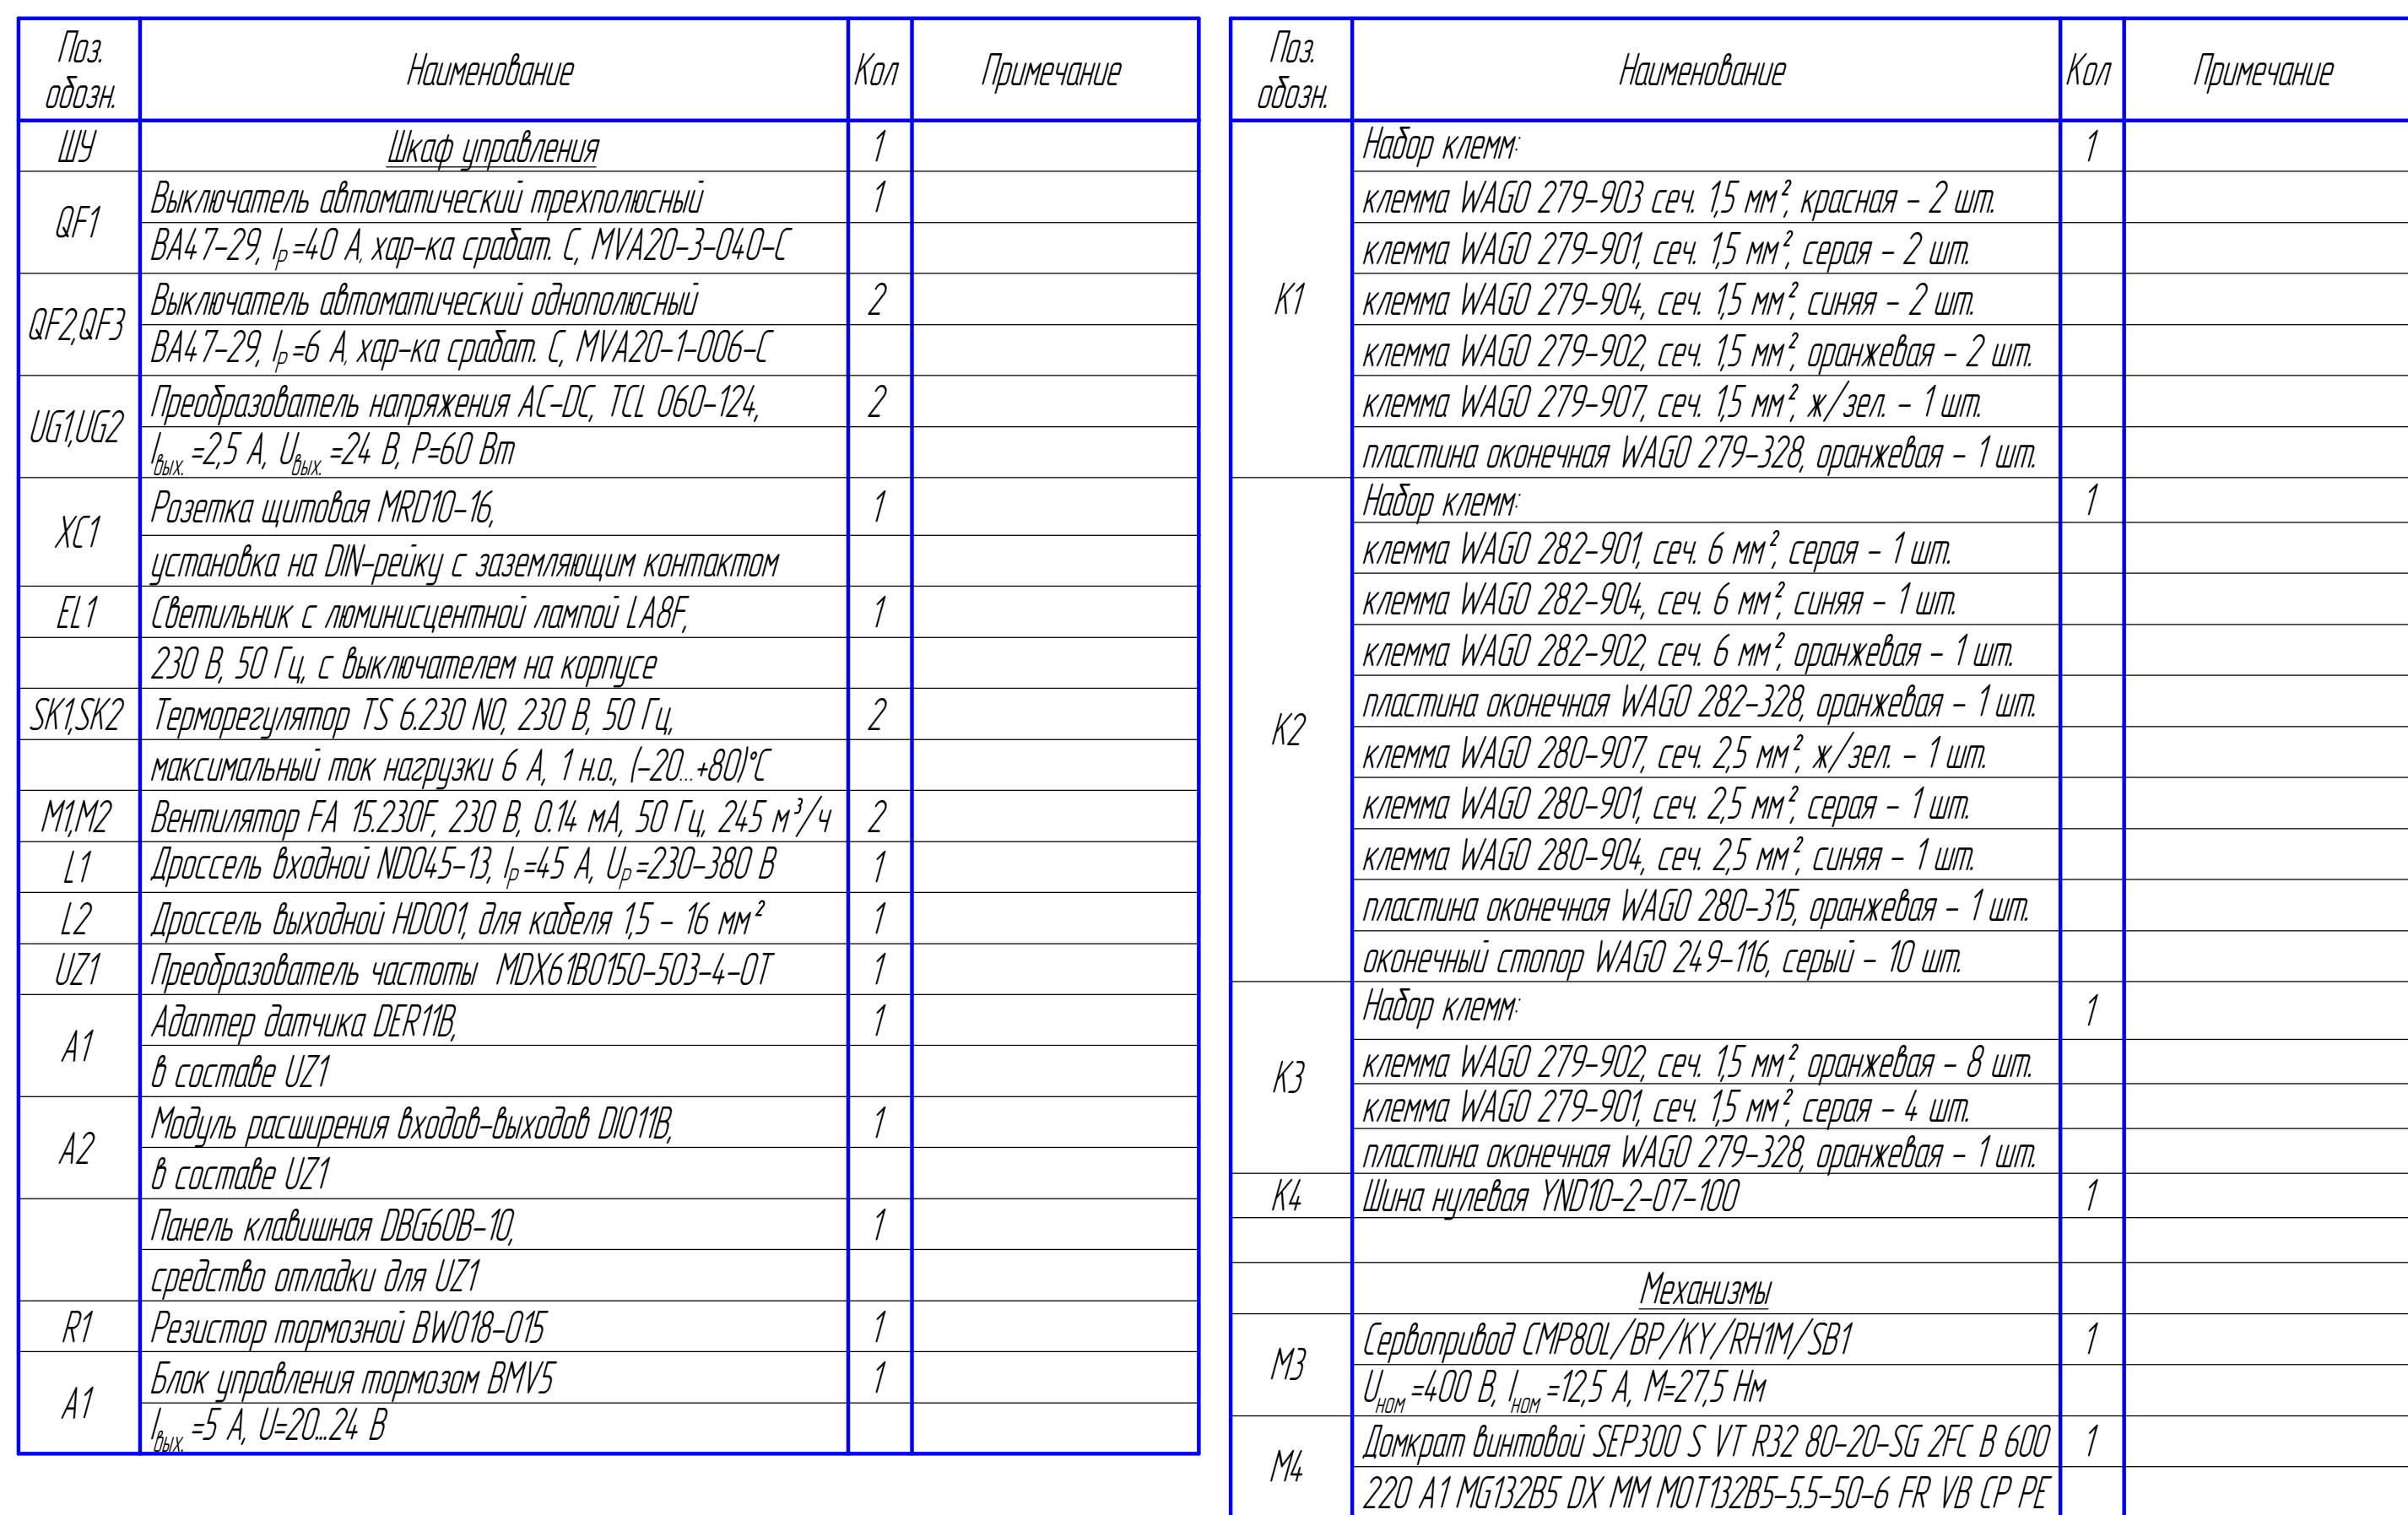 Поз. обозн. Наименование Кол Примечание
ШУ Шкаф управления 1
QF1 Выключатель автоматический трехполюсный 1
ВА47-29, Iр=40 А, хар-ка срабат. С, MVA20-3-040-C
QF2,QF3 Выключатель автоматический однополюсный 2
ВА47-29, Iр=6 А, хар-ка срабат. С, MVA20-1-006-C
UG1,UG2 Преобразователь напряжения AC-DC, TCL 060-124, 2
Iвых.=2,5 А, Uвых.=24 В, Р=60 Вт
XC1 Розетка щитовая MRD10-16, 1
установка на DIN-рейку с заземляющим контактом
EL1 Светильник с люминисцентной лампой LA8F, 1
230 В, 50 Гц, с выключателем на корпусе
SK1,SK2 Терморегулятор TS 6.230 NO, 230 В, 50 Гц, 2
максимальный ток нагрузки 6 А, 1 н.о., (-20...+80)°С
M1,M2 Вентилятор FA 15.230F, 230 В, 0.14 мА, 50 Гц, 245 м³/ч 2
L1 Дроссель входной ND045-13, Iр=45 А, Uр=230-380 В 1
L2 Дроссель выходной HD001, для кабеля 1,5 - 16 мм² 1
UZ1 Преобразователь частоты MDX61B0150-503-4-0T 1
A1 Адаптер датчика DER11B, 1
в составе UZ1
A2 Модуль расширения входов-выходов DIO11B, 1
в составе UZ1
Панель клавишная DBG60B-10, 1
средство отладки для UZ1
R1 Резистор тормозной BW018-015 1
A1 Блок управления тормозом BMV5 1
Iвых.=5 А, U=20...24 В
Поз. обозн. Наименование Кол Примечание
K1 Набор клемм: 1
клемма WAGO 279-903 сеч. 1,5 мм², красная - 2 шт.
клемма WAGO 279-901, сеч. 1,5 мм², серая - 2 шт.
клемма WAGO 279-904, сеч. 1,5 мм², синяя - 2 шт.
клемма WAGO 279-902, сеч. 1,5 мм², оранжевая - 2 шт.
клемма WAGO 279-907, сеч. 1,5 мм², ж/зел. - 1 шт.
пластина оконечная WAGO 279-328, оранжевая - 1 шт.
K2 Набор клемм: 1
клемма WAGO 282-901, сеч. 6 мм², серая - 1 шт.
клемма WAGO 282-904, сеч. 6 мм², синяя - 1 шт.
клемма WAGO 282-902, сеч. 6 мм², оранжевая - 1 шт.
пластина оконечная WAGO 282-328, оранжевая - 1 шт.
клемма WAGO 280-907, сеч. 2,5 мм², ж/зел. - 1 шт.
клемма WAGO 280-901, сеч. 2,5 мм², серая - 1 шт.
клемма WAGO 280-904, сеч. 2,5 мм², синяя - 1 шт.
пластина оконечная WAGO 280-315, оранжевая - 1 шт.
оконечный стопор WAGO 249-116, серый - 10 шт.
K3 Набор клемм: 1
клемма WAGO 279-902, сеч. 1,5 мм², оранжевая - 8 шт.
клемма WAGO 279-901, сеч. 1,5 мм², серая - 4 шт.
пластина оконечная WAGO 279-328, оранжевая - 1 шт.
K4 Шина нулевая YND10-2-07-100 1
Механизмы
M3 Сервопривод CMP80L/BP/KY/RH1M/SB1 1
Uном=400 В, Iном=12,5 А, М=27,5 Нм
M4 Домкрат винтовой SEP300 S VT R32 80-20-SG 2FC B 600 1
220 A1 MG132B5 DX MM MOT132B5-5.5-50-6 FR VB CP PE